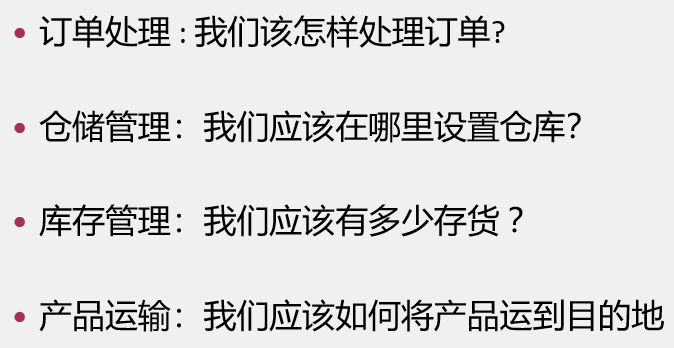 • 订单处理 : 我们该怎样处理订单?
• 仓储管理：我们应该在哪里设置仓库?
• 库存管理：我们应该有多少存货？
• 产品运输：我们应该如何将产品运到目的地